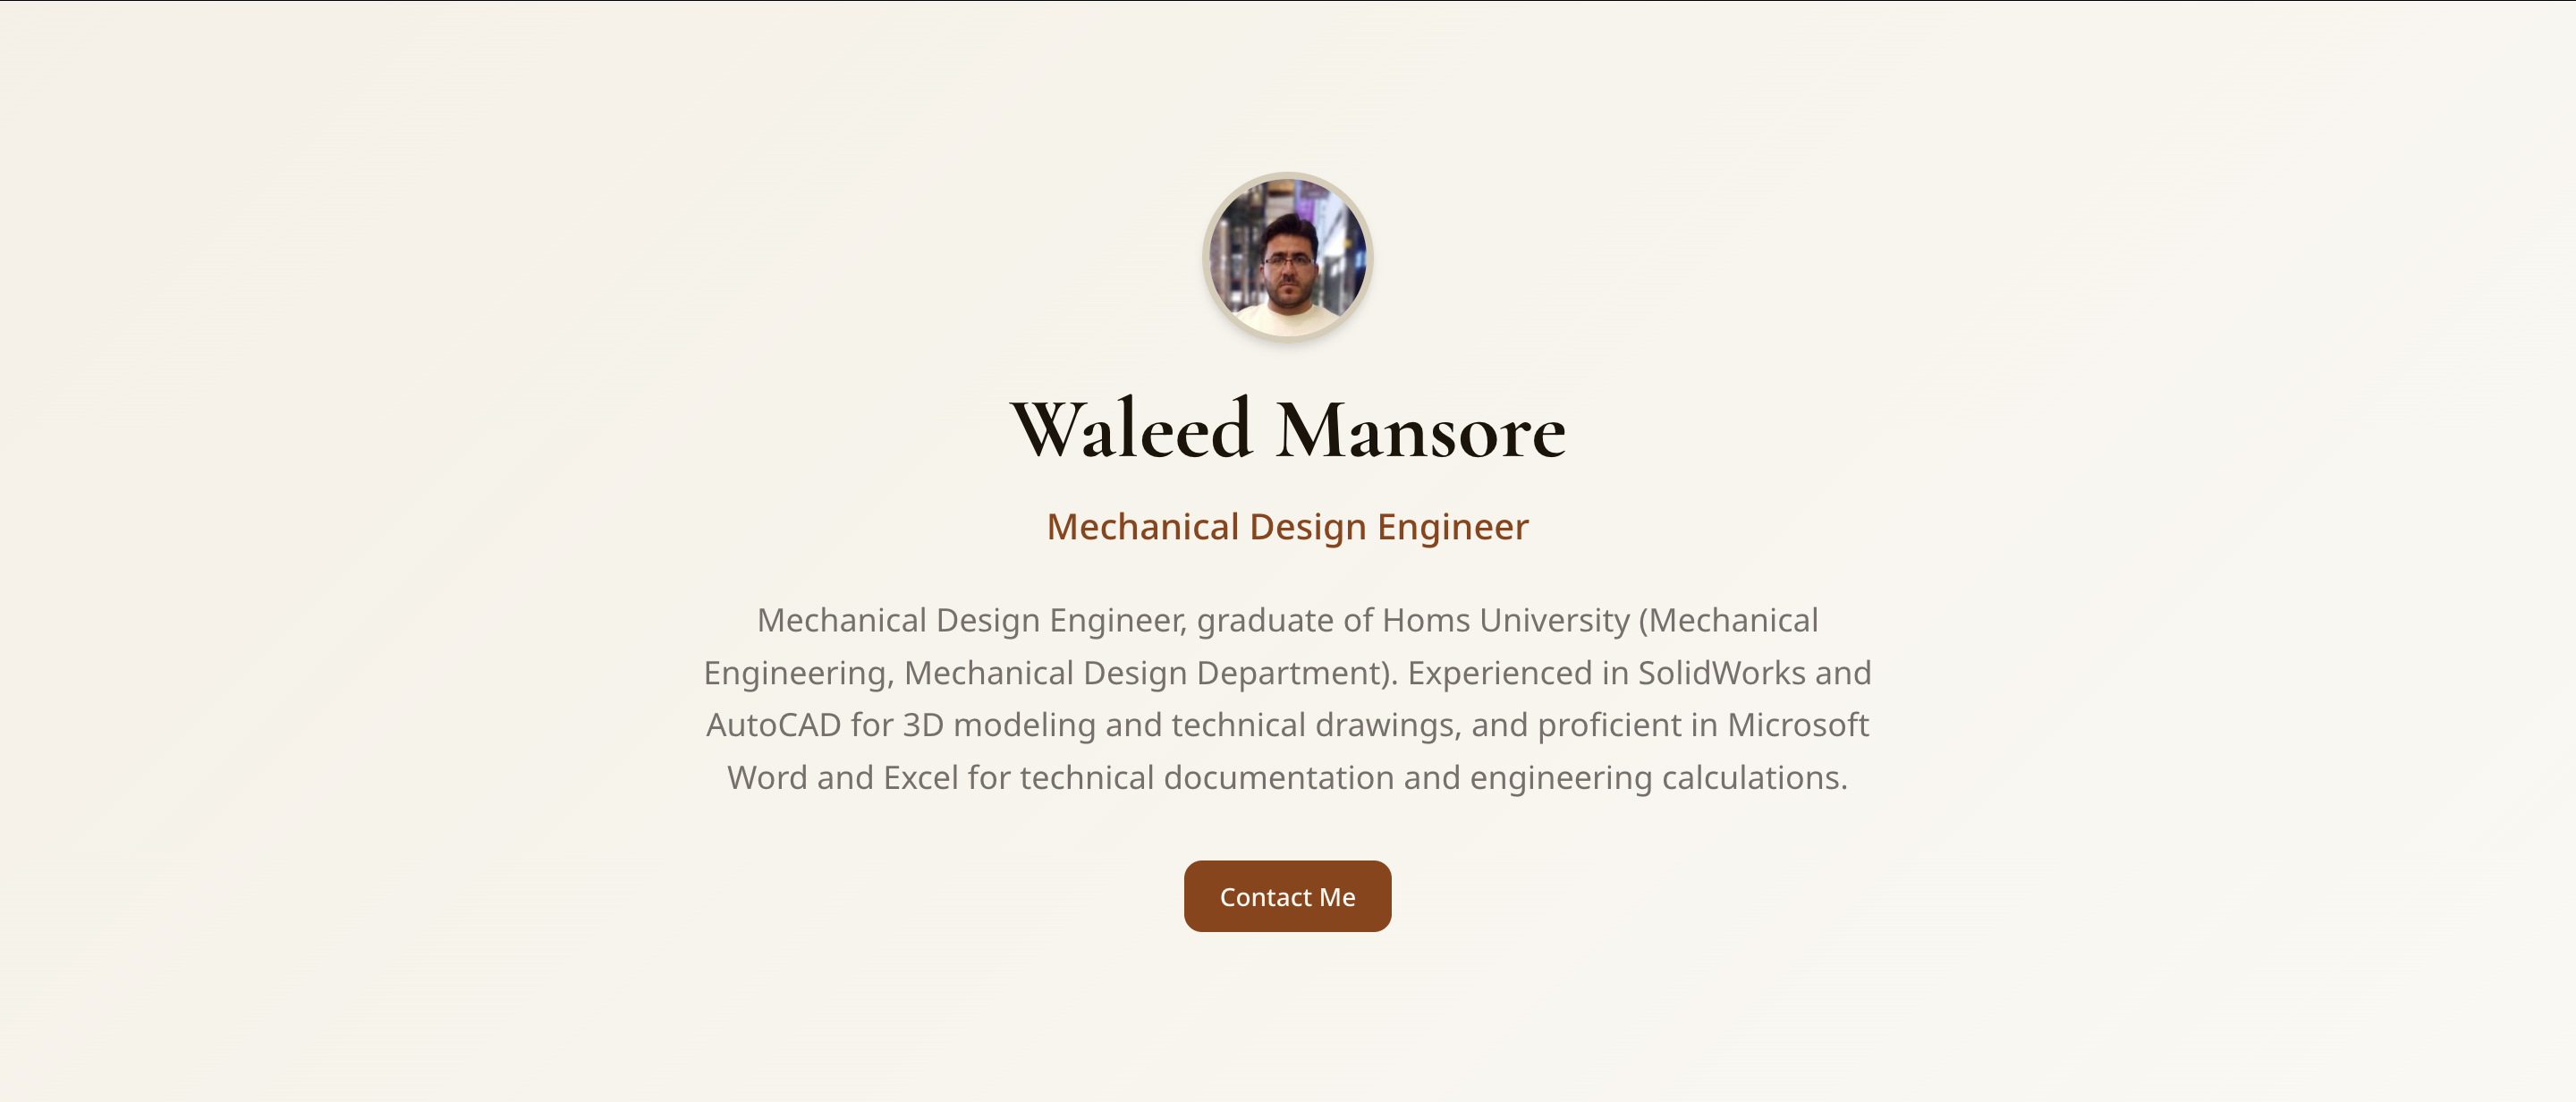 Waleed Mansore
Mechanical Design Engineer
Mechanical Design Engineer, graduate of Homs University (Mechanical
Engineering, Mechanical Design Department). Experienced in SolidWorks and
AutoCAD for 3D modeling and technical drawings, and proficient in Microsoft
Word and Excel for technical documentation and engineering calculations.
Contact Me